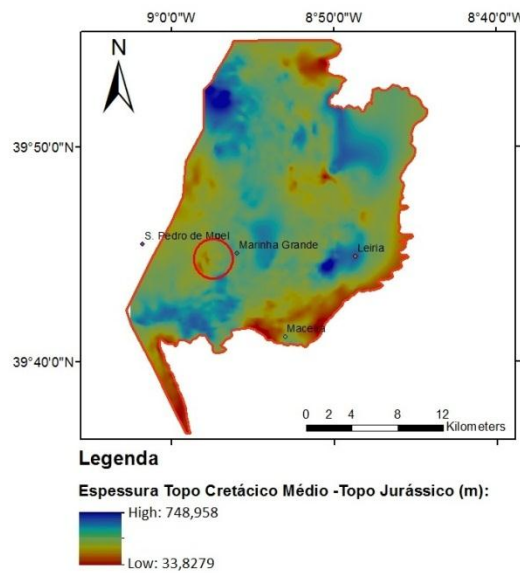 9°0'0"W
8°50'0"W
8°40'0"W
N
39°50'0"N
S. Pedro de Moel
Marinha Grande
Leiria
Maceira
39°40'0"N
0 2 4 8 12
Kilometers
Legenda
Espessura Topo Cretácico Médio -Topo Jurássico (m):
High: 748,958
Low: 33,8279